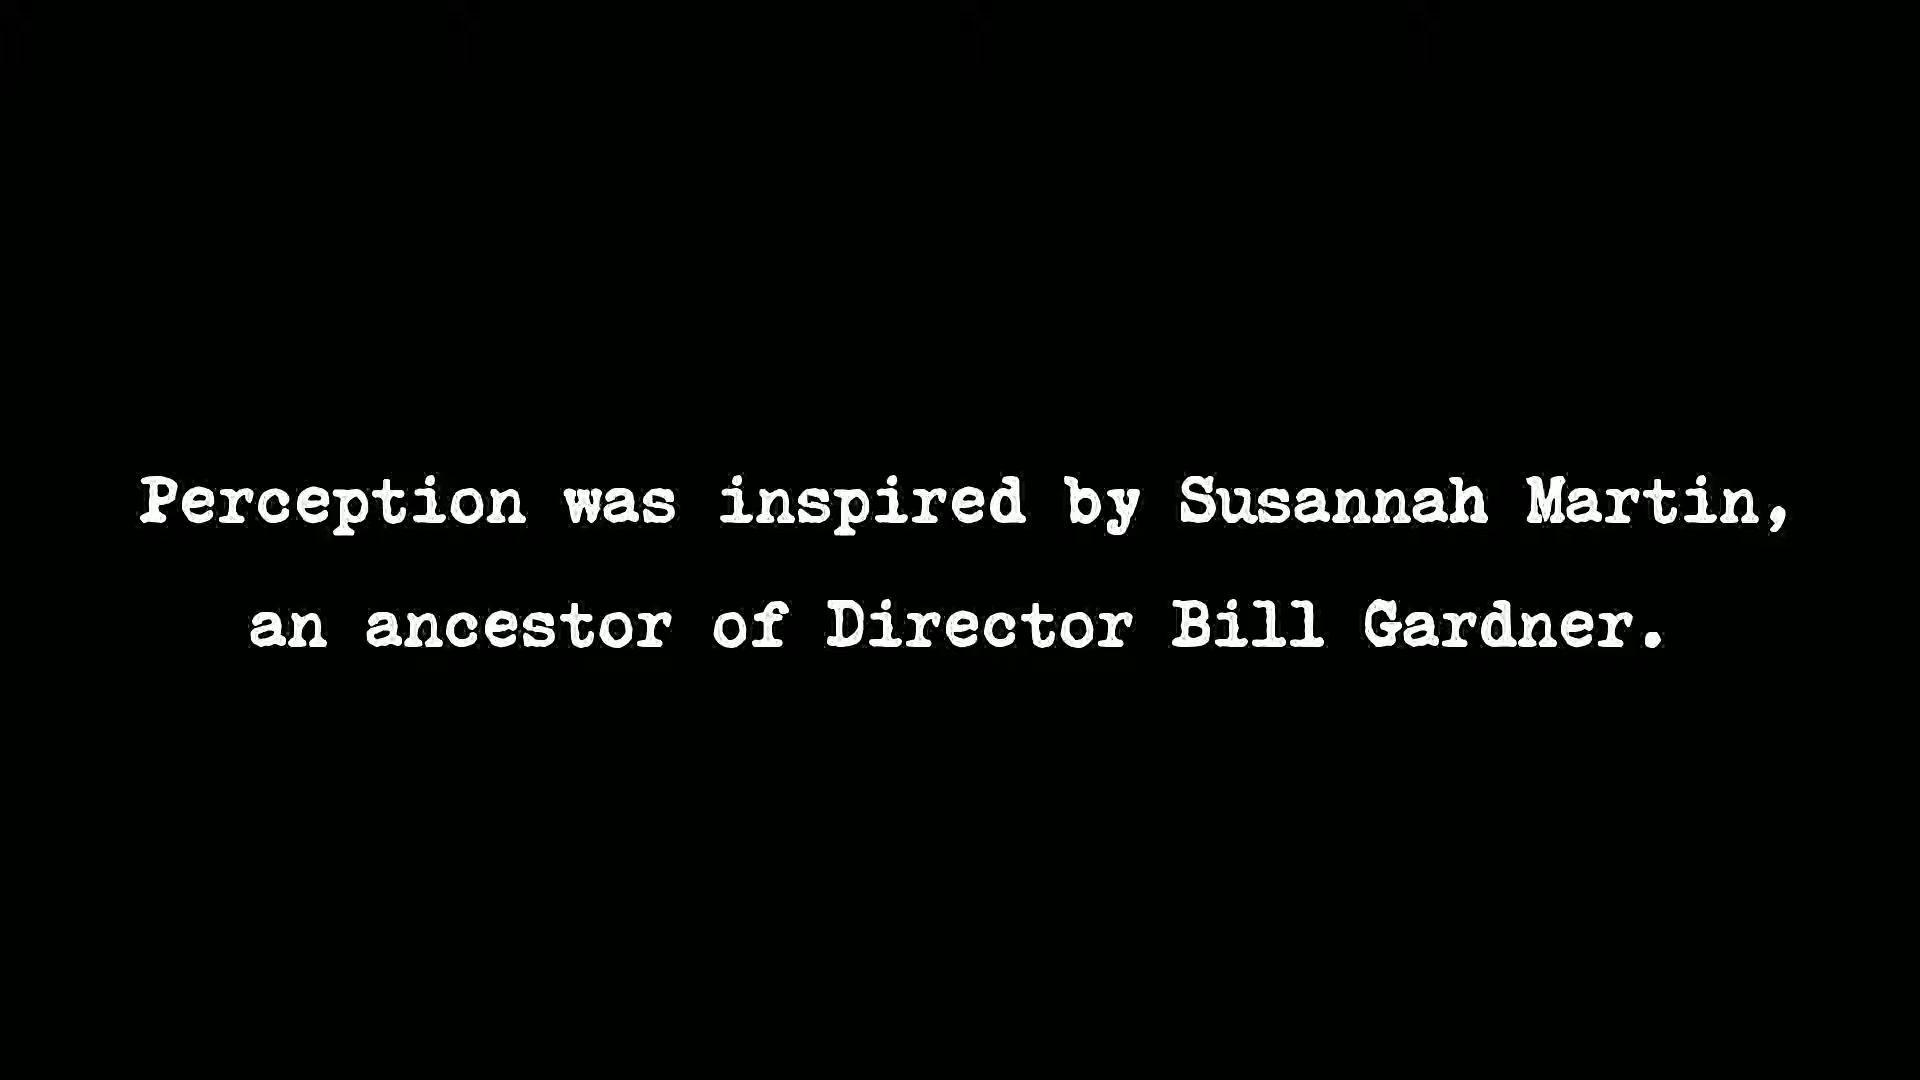 Perception was inspired by Susannah Martin,
an ancestor of Director Bill Gardner.